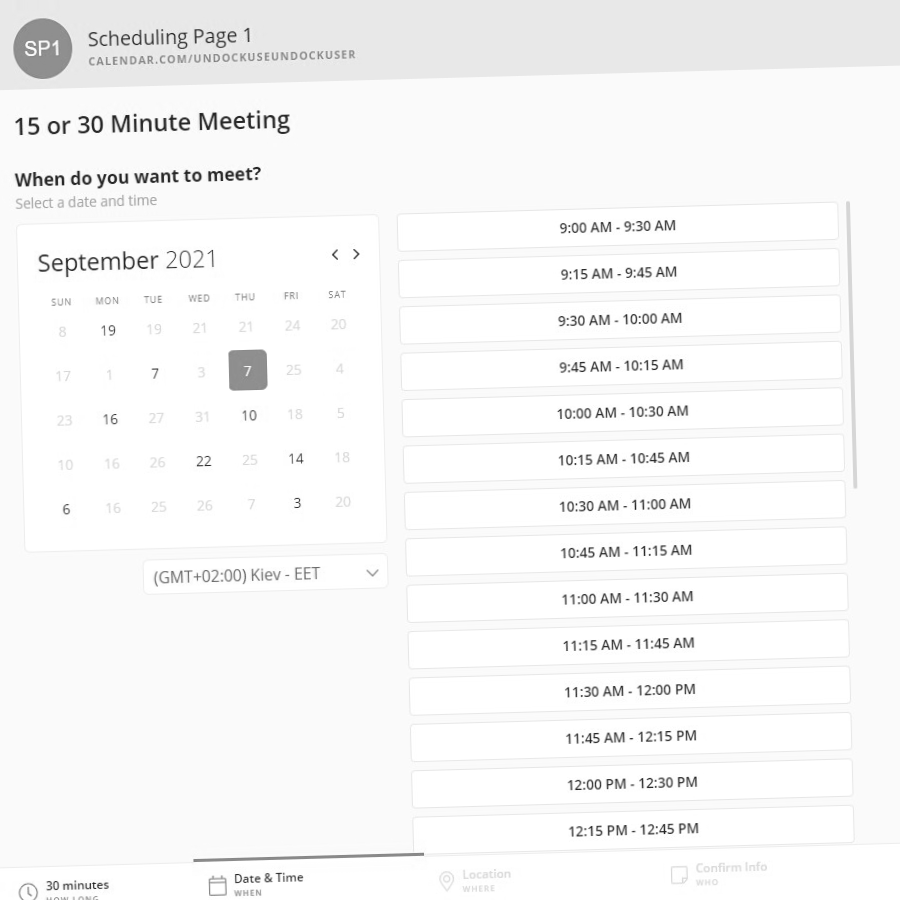 SP1
Scheduling Page 1
CALENDAR.COM/UNDOCKUSEUNDOCKUSER
15 or 30 Minute Meeting
When do you want to meet?
Select a date and time
September 2021
SUN MON TUE WED THU FRI SAT
8 19 19 21 21 24 20
17 1 7 3 7 25 4
23 16 27 31 10 18 5
10 16 26 22 25 14 18
6 16 25 26 7 3 20
(GMT+02:00) Kiev - EET
9:00 AM - 9:30 AM
9:15 AM - 9:45 AM
9:30 AM - 10:00 AM
9:45 AM - 10:15 AM
10:00 AM - 10:30 AM
10:15 AM - 10:45 AM
10:30 AM - 11:00 AM
10:45 AM - 11:15 AM
11:00 AM - 11:30 AM
11:15 AM - 11:45 AM
11:30 AM - 12:00 PM
11:45 AM - 12:15 PM
12:00 PM - 12:30 PM
12:15 PM - 12:45 PM
30 minutes
HOW LONG
Date & Time
WHEN
Location
WHERE
Confirm Info
WHO